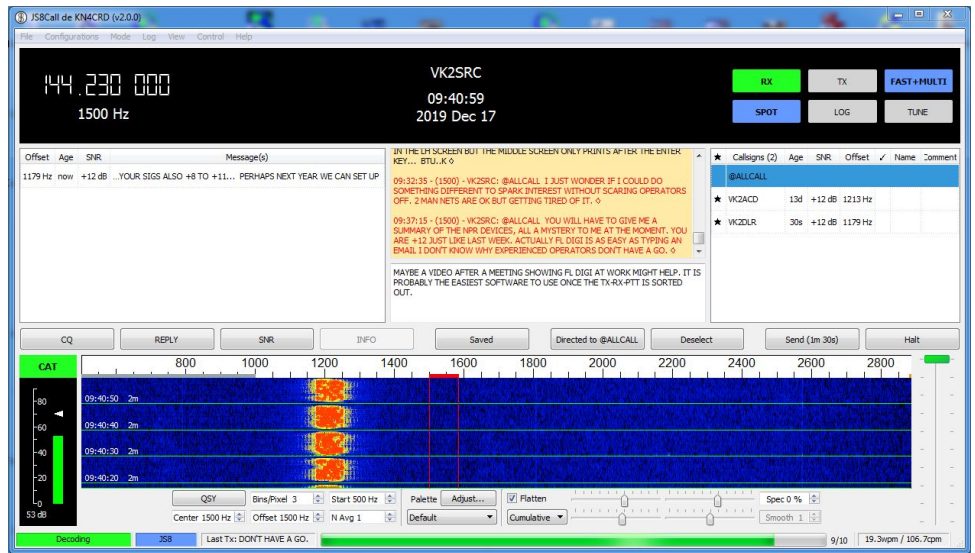 JS8Call de KN4CRD (v2.0.0)
File Configurations Mode Log View Control Help
144.230 000
1500 Hz
VK2SRC
09:40:59
2019 Dec 17
RX TX FAST+MULTI
SPOT LOG TUNE
Offset Age SNR Message(s)
1179 Hz now +12 dB ...YOUR SIGS ALSO +8 TO +11... PERHAPS NEXT YEAR WE CAN SET UP
IN THE LH SCREEN BUT THE MIDDLE SCREEN ONLY PRINTS AFTER THE ENTER
KEY... BTU..K ◊
09:32:35 - (1500) - VK2SRC: @ALLCALL I JUST WONDER IF I COULD DO
SOMETHING DIFFERENT TO SPARK INTEREST WITHOUT SCARING OPERATORS
OFF. 2 MAN NETS ARE OK BUT GETTING TIRED OF IT. ◊
09:37:15 - (1500) - VK2SRC: @ALLCALL YOU WILL HAVE TO GIVE ME A
SUMMARY OF THE NPR DEVICES, ALL A MYSTERY TO ME AT THE MOMENT. YOU
ARE +12 JUST LIKE LAST WEEK. ACTUALLY FL DIGI IS AS EASY AS TYPING AN
EMAIL I DON'T KNOW WHY EXPERIENCED OPERATORS DON'T HAVE A GO. ◊
MAYBE A VIDEO AFTER A MEETING SHOWING FL DIGI AT WORK MIGHT HELP. IT IS
PROBABLY THE EASIEST SOFTWARE TO USE ONCE THE TX-RX-PTT IS SORTED
OUT.
★ Callsigns (2) Age SNR Offset ✓ Name Comment
@ALLCALL
★ VK2ACD 13d +12 dB 1213 Hz
★ VK2DLR 30s +12 dB 1179 Hz
CQ REPLY SNR INFO Saved Directed to @ALLCALL Deselect Send (1m 30s) Halt
CAT
800 1000 1200 1400 1600 1800 2000 2200 2400 2600 2800
-80
-60
-40
-20
-0
53 dB
09:40:50 2m
09:40:40 2m
09:40:30 2m
09:40:20 2m
QSY Bins/Pixel 3 Start 500 Hz Palette Adjust... Flatten Spec 0 %
Center 1500 Hz Offset 1500 Hz N Avg 1 Default Cumulative Smooth 1
Decoding JS8 Last Tx: DON'T HAVE A GO. 9/10 19.3wpm / 106.7cpm